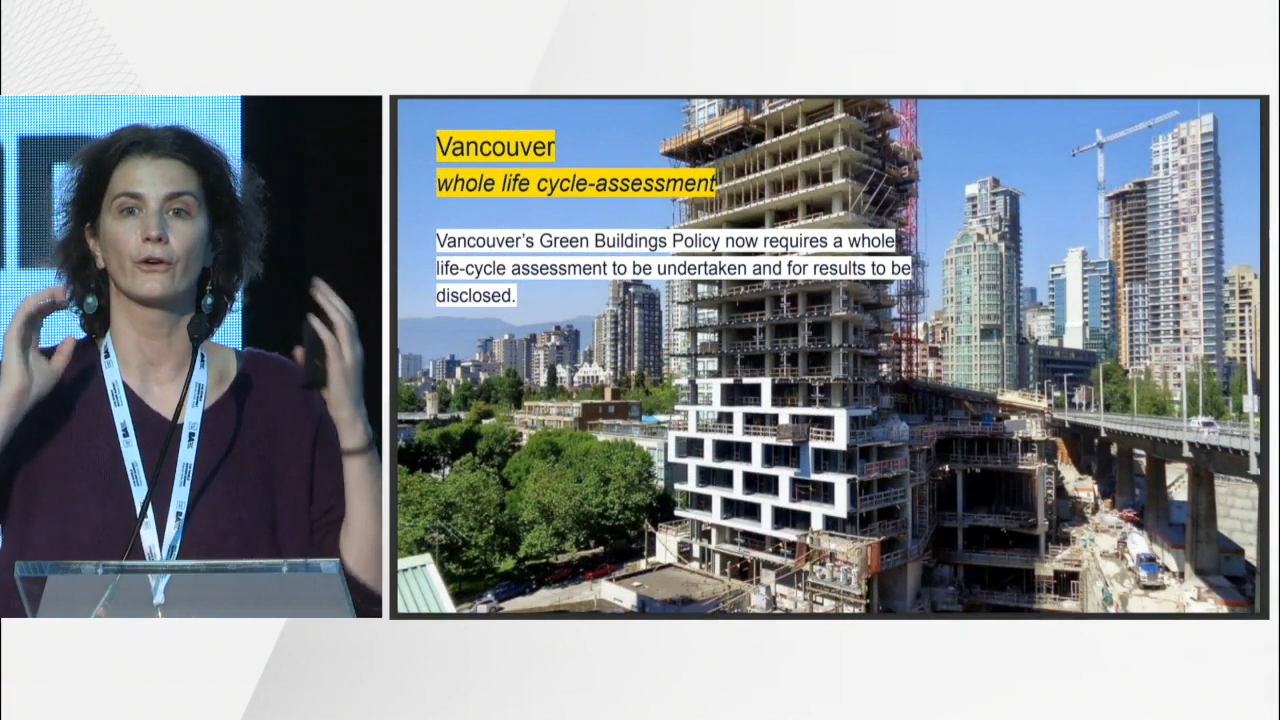 Vancouver
whole life cycle-assessment
Vancouver's Green Buildings Policy now requires a whole
life-cycle assessment to be undertaken and for results to be
disclosed.